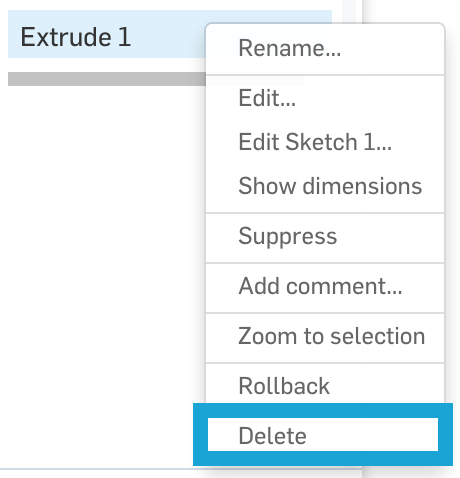 Extrude 1
Rename...
Edit...
Edit Sketch 1...
Show dimensions
Suppress
Add comment...
Zoom to selection
Rollback
Delete